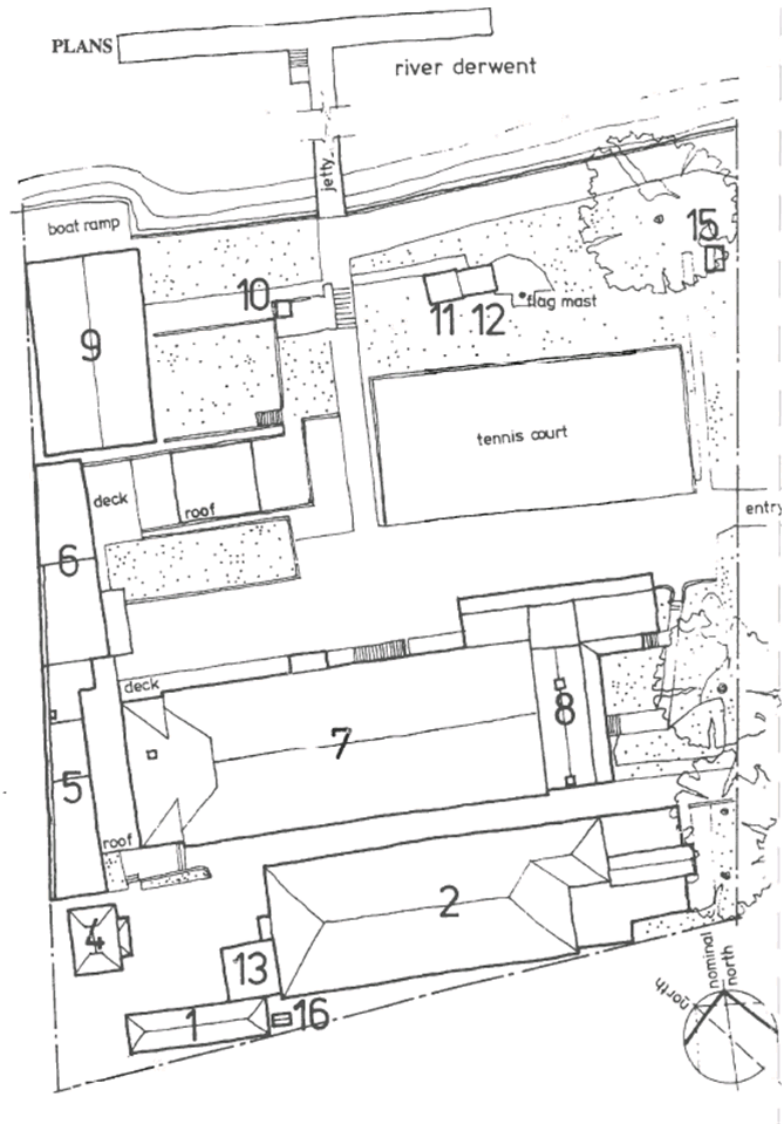 PLANS
river derwent
jetty
boat ramp
15
10
11 12
flag mast
9
tennis court
deck
roof
entry
6
deck
8
7
5
roof
2
4
13
1
16
nominal
north
north